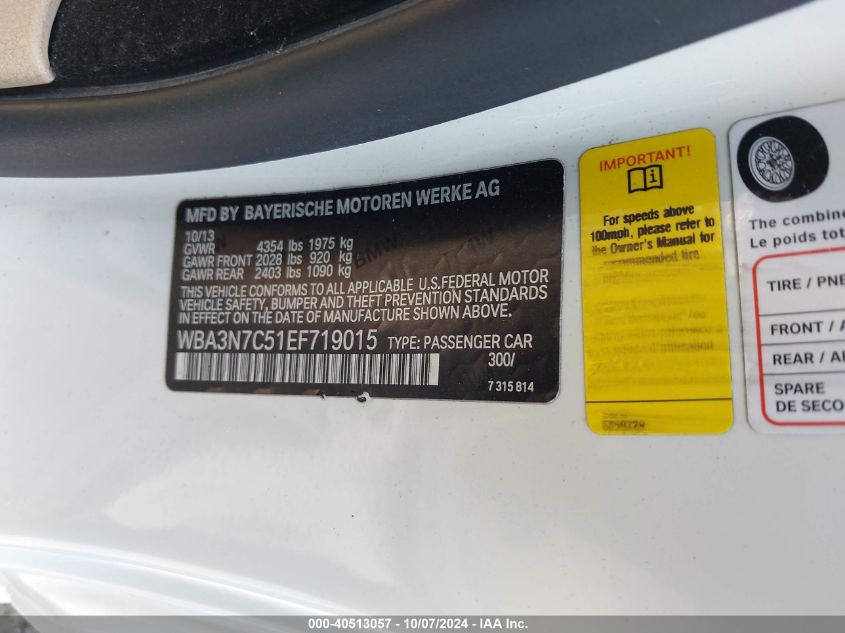 MFD BY BAYERISCHE MOTOREN WERKE AG
10/13
GVWR 4354 lbs 1975 kg
GAWR FRONT 2028 lbs 920 kg
GAWR REAR 2403 lbs 1090 kg
THIS VEHICLE CONFORMS TO ALL APPLICABLE U.S.FEDERAL MOTOR
VEHICLE SAFETY, BUMPER AND THEFT PREVENTION STANDARDS
IN EFFECT ON THE DATE OF MANUFACTURE SHOWN ABOVE.
WBA3N7C51EF719015 TYPE: PASSENGER CAR
300/
7 315 814
IMPORTANT!
i
For speeds above
100mph, please refer to
the Owner's Manual for
recommended tire
The combine
Le poids tot
TIRE / PNE
FRONT / A
REAR / AR
SPARE
DE SECO
000-40513057 - 10/07/2024 - IAA Inc.